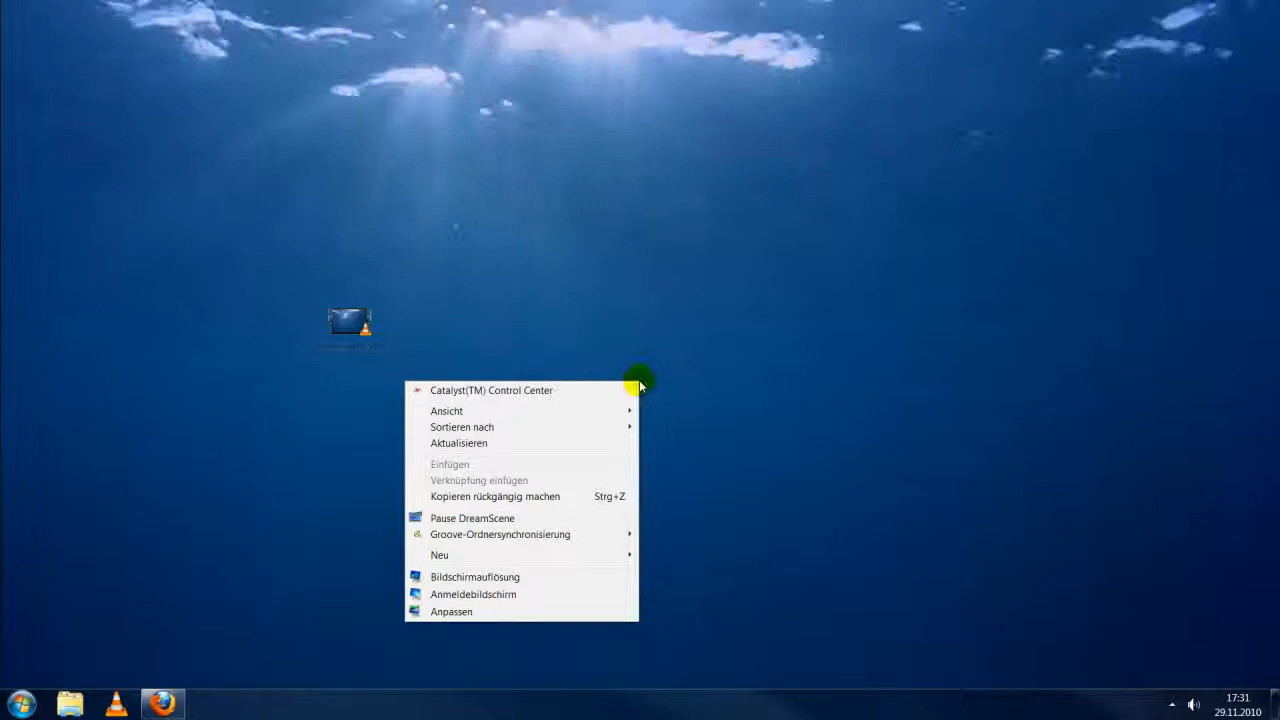 Catalyst(TM) Control Center
Ansicht
Sortieren nach
Aktualisieren
Einfügen
Verknüpfung einfügen
Kopieren rückgängig machen Strg+Z
Pause DreamScene
Groove-Ordnersynchronisierung
Neu
Bildschirmauflösung
Anmeldebildschirm
Anpassen
17:31
29.11.2010